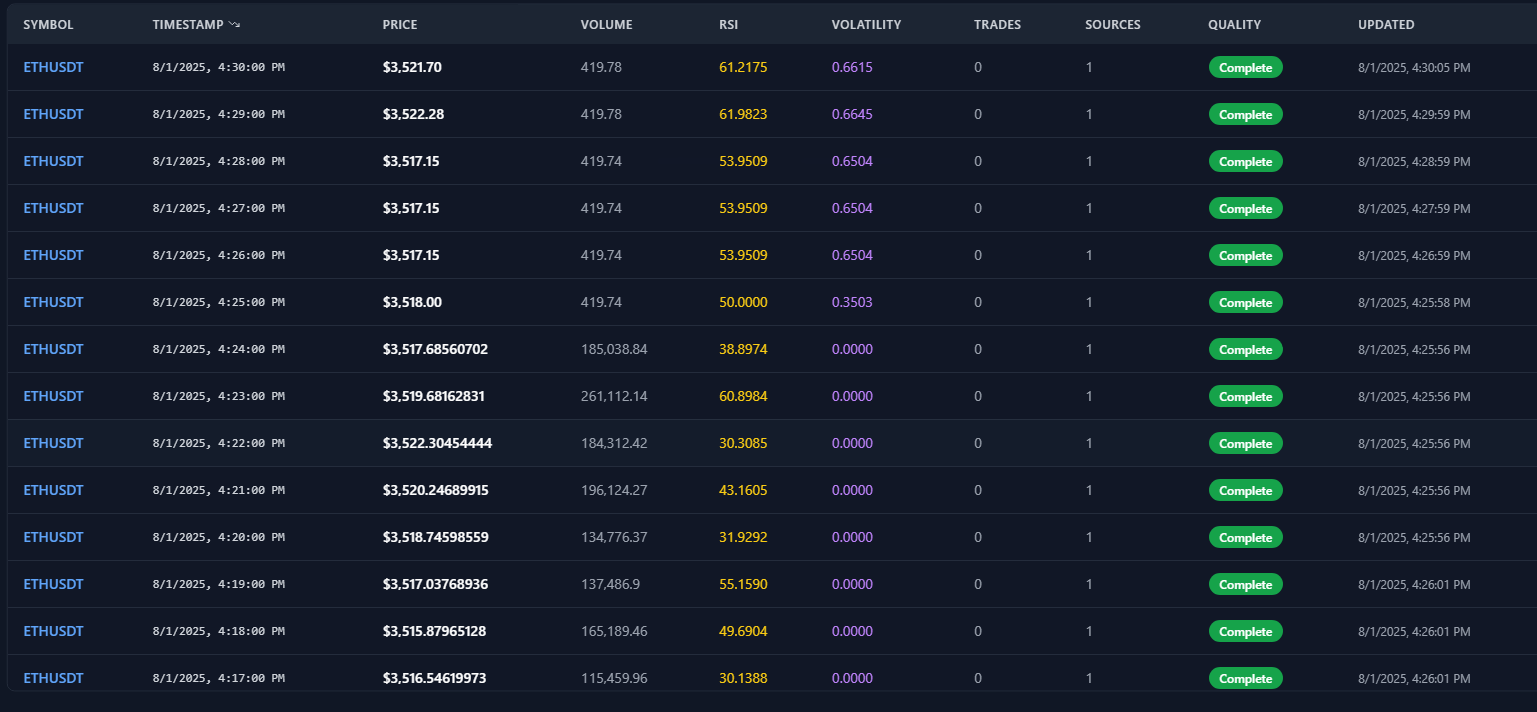 SYMBOL TIMESTAMP PRICE VOLUME RSI VOLATILITY TRADES SOURCES QUALITY UPDATED
ETHUSDT 8/1/2025, 4:30:00 PM $3,521.70 419.78 61.2175 0.6615 0 1 Complete 8/1/2025, 4:30:05 PM
ETHUSDT 8/1/2025, 4:29:00 PM $3,522.28 419.78 61.9823 0.6645 0 1 Complete 8/1/2025, 4:29:59 PM
ETHUSDT 8/1/2025, 4:28:00 PM $3,517.15 419.74 53.9509 0.6504 0 1 Complete 8/1/2025, 4:28:59 PM
ETHUSDT 8/1/2025, 4:27:00 PM $3,517.15 419.74 53.9509 0.6504 0 1 Complete 8/1/2025, 4:27:59 PM
ETHUSDT 8/1/2025, 4:26:00 PM $3,517.15 419.74 53.9509 0.6504 0 1 Complete 8/1/2025, 4:26:59 PM
ETHUSDT 8/1/2025, 4:25:00 PM $3,518.00 419.74 50.0000 0.3503 0 1 Complete 8/1/2025, 4:25:58 PM
ETHUSDT 8/1/2025, 4:24:00 PM $3,517.68560702 185,038.84 38.8974 0.0000 0 1 Complete 8/1/2025, 4:25:56 PM
ETHUSDT 8/1/2025, 4:23:00 PM $3,519.68162831 261,112.14 60.8984 0.0000 0 1 Complete 8/1/2025, 4:25:56 PM
ETHUSDT 8/1/2025, 4:22:00 PM $3,522.30454444 184,312.42 30.3085 0.0000 0 1 Complete 8/1/2025, 4:25:56 PM
ETHUSDT 8/1/2025, 4:21:00 PM $3,520.24689915 196,124.27 43.1605 0.0000 0 1 Complete 8/1/2025, 4:25:56 PM
ETHUSDT 8/1/2025, 4:20:00 PM $3,518.74598559 134,776.37 31.9292 0.0000 0 1 Complete 8/1/2025, 4:25:56 PM
ETHUSDT 8/1/2025, 4:19:00 PM $3,517.03768936 137,486.9 55.1590 0.0000 0 1 Complete 8/1/2025, 4:26:01 PM
ETHUSDT 8/1/2025, 4:18:00 PM $3,515.87965128 165,189.46 49.6904 0.0000 0 1 Complete 8/1/2025, 4:26:01 PM
ETHUSDT 8/1/2025, 4:17:00 PM $3,516.54619973 115,459.96 30.1388 0.0000 0 1 Complete 8/1/2025, 4:26:01 PM